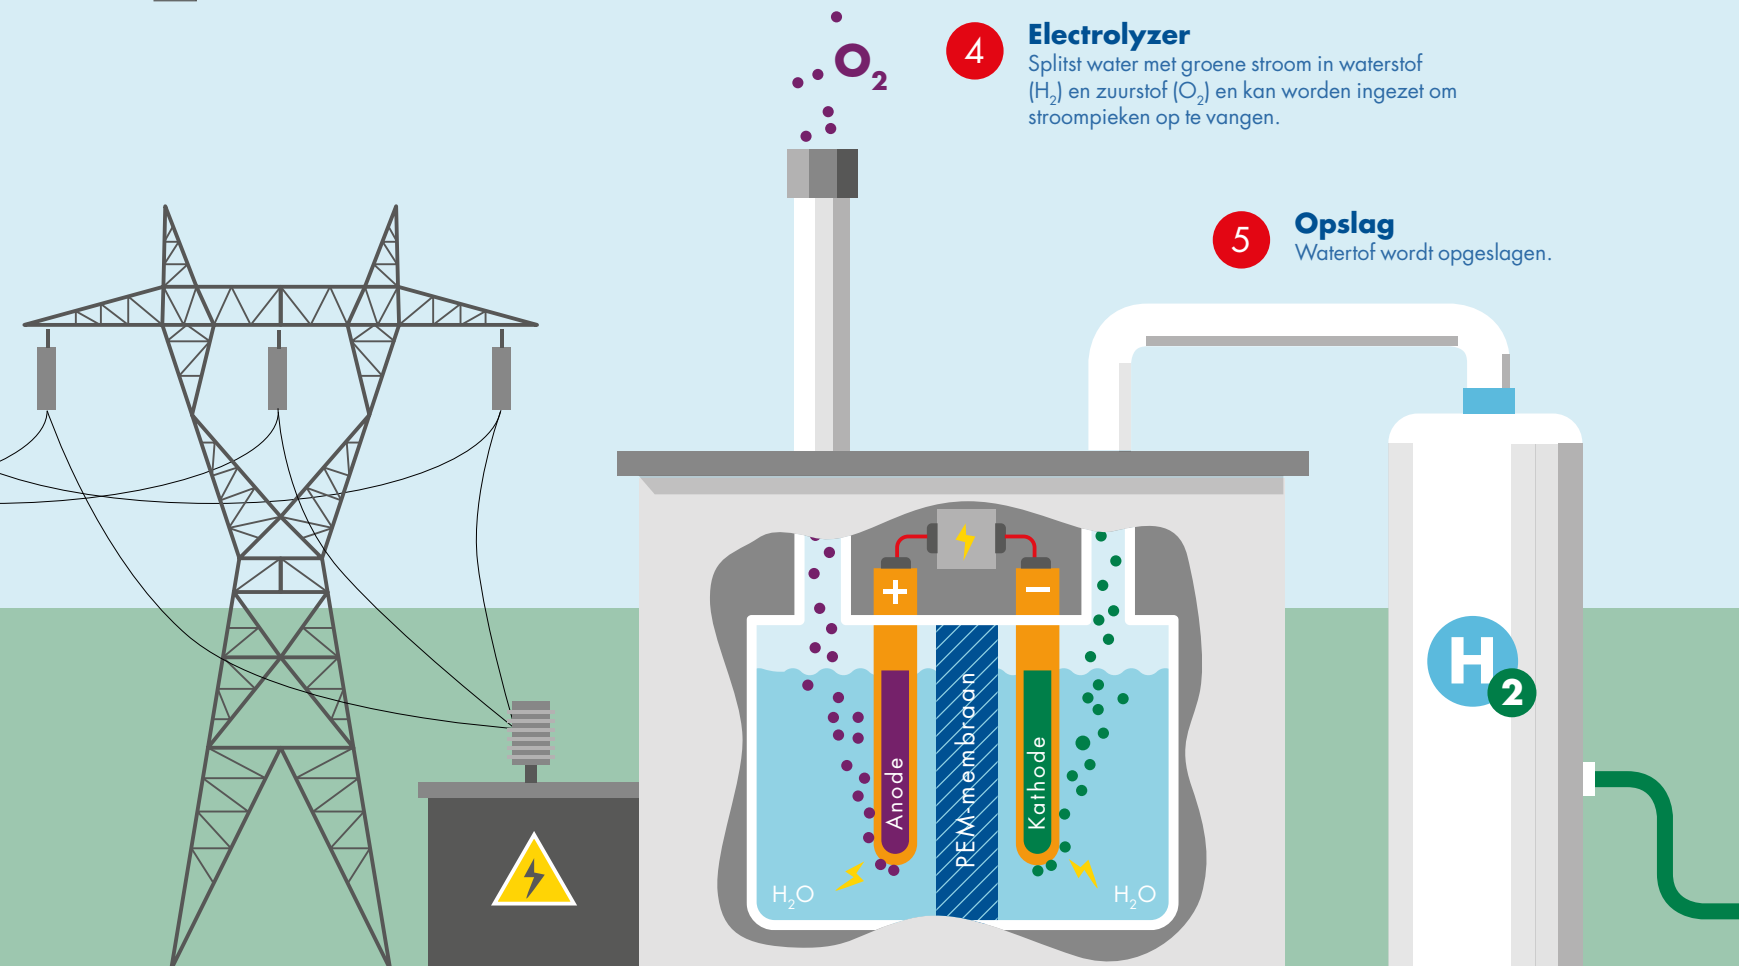 O₂
4
Electrolyzer
Splitst water met groene stroom in waterstof
(H₂) en zuurstof (O₂) en kan worden ingezet om
stroompieken op te vangen.
5
Opslag
Watertof wordt opgeslagen.
+
−
Anode
PEM-membraan
Kathode
H₂O
H₂O
H₂